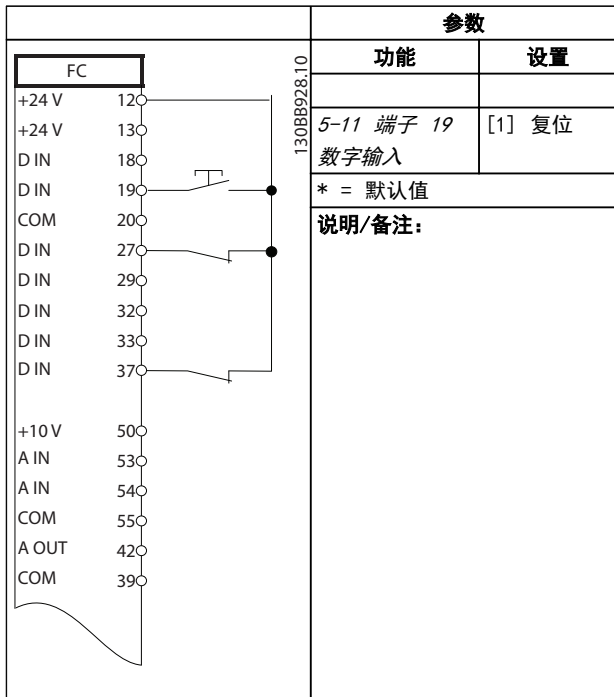 参数
功能 设置
5-11 端子 19 数字输入 [1] 复位
* = 默认值
说明/备注:
FC
+24 V 12
+24 V 13
D IN 18
D IN 19
COM 20
D IN 27
D IN 29
D IN 32
D IN 33
D IN 37
+10 V 50
A IN 53
A IN 54
COM 55
A OUT 42
COM 39
130BB928.10